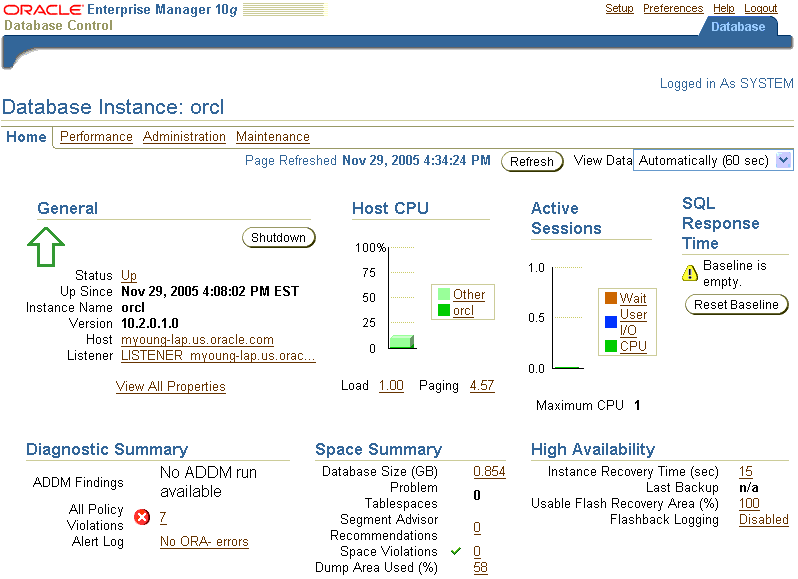 ORACLE Enterprise Manager 10g
Database Control
Setup Preferences Help Logout
Database
Logged in As SYSTEM
Database Instance: orcl
Home Performance Administration Maintenance
Page Refreshed Nov 29, 2005 4:34:24 PM Refresh View Data Automatically (60 sec)
General
Shutdown
Status Up
Up Since Nov 29, 2005 4:08:02 PM EST
Instance Name orcl
Version 10.2.0.1.0
Host myoung-lap.us.oracle.com
Listener LISTENER_myoung-lap.us.orac...
View All Properties
Host CPU
100%
75
50
25
0
Other
orcl
Load 1.00 Paging 4.57
Active
Sessions
1.0
0.5
0.0
Wait
User
I/O
CPU
Maximum CPU 1
SQL
Response
Time
Baseline is
empty.
Reset Baseline
Diagnostic Summary
ADDM Findings No ADDM run
available
All Policy
Violations 7
Alert Log No ORA- errors
Space Summary
Database Size (GB) 0.854
Problem
Tablespaces 0
Segment Advisor
Recommendations 0
Space Violations 0
Dump Area Used (%) 58
High Availability
Instance Recovery Time (sec) 15
Last Backup n/a
Usable Flash Recovery Area (%) 100
Flashback Logging Disabled